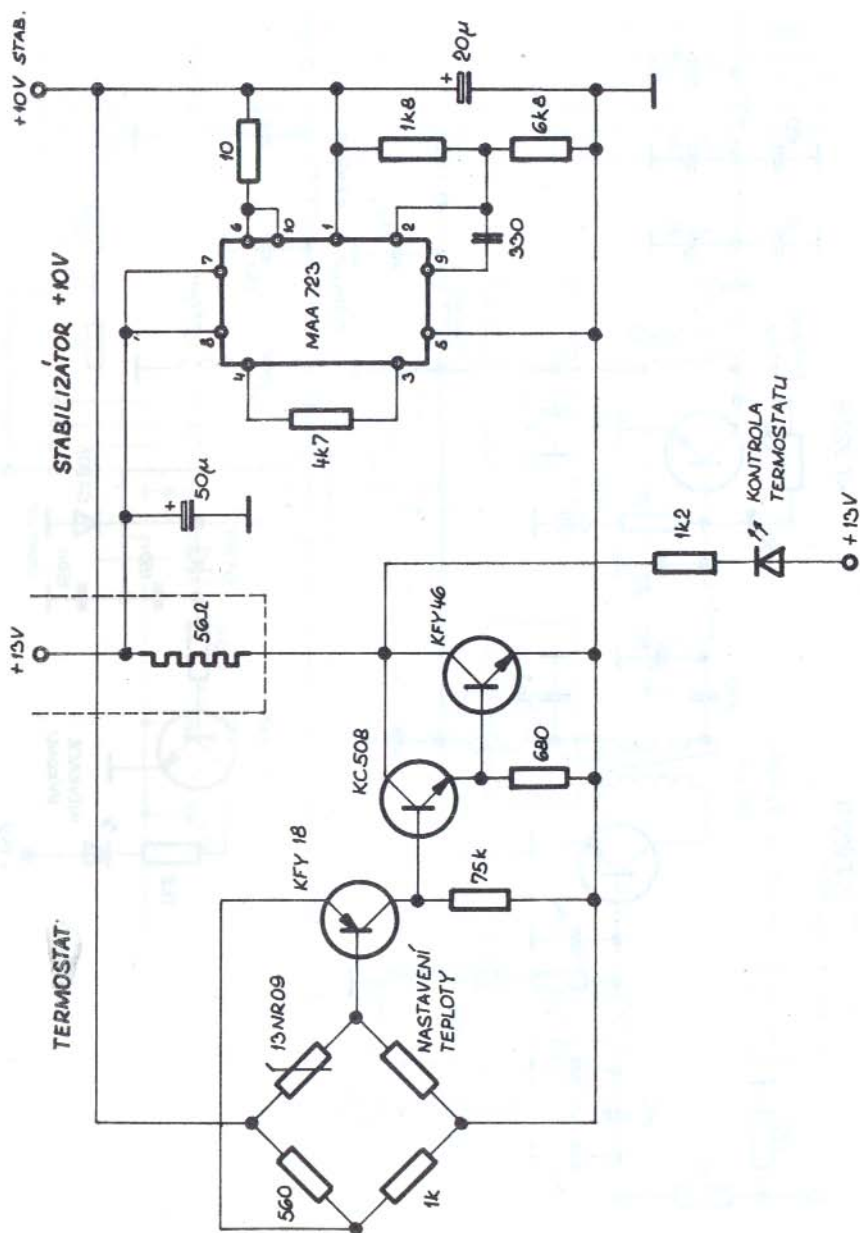 TERMOSTAT.
STABILIZÁTOR +10V
+13V
+10V STAB.
56Ω
50µ
13NR09
560
1k
NASTAVENÍ
TEPLOTY
KFY 18
75k
KC508
680
KFY46
1k2
KONTROLA
TERMOSTATU
+13V
4k7
MAA 723
8
7
4
3
6
10
1
2
9
5
10
330
1k8
6k8
20µ
+
+